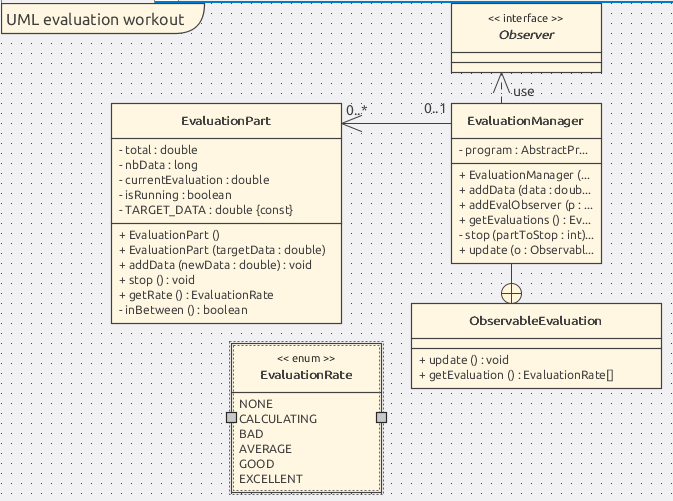 UML evaluation workout
<< interface >>
Observer
use
0..*
0..1
EvaluationPart
- total : double
- nbData : long
- currentEvaluation : double
- isRunning : boolean
- TARGET_DATA : double {const}
+ EvaluationPart ()
+ EvaluationPart (targetData : double)
+ addData (newData : double) : void
+ stop () : void
+ getRate () : EvaluationRate
- inBetween () : boolean
EvaluationManager
- program : AbstractPr...
+ EvaluationManager (...
+ addData (data : doub...
+ addEvalObserver (p : ...
+ getEvaluations () : Ev...
- stop (partToStop : int)...
+ update (o : Observabl...
ObservableEvaluation
+ update () : void
+ getEvaluation () : EvaluationRate[]
<< enum >>
EvaluationRate
NONE
CALCULATING
BAD
AVERAGE
GOOD
EXCELLENT